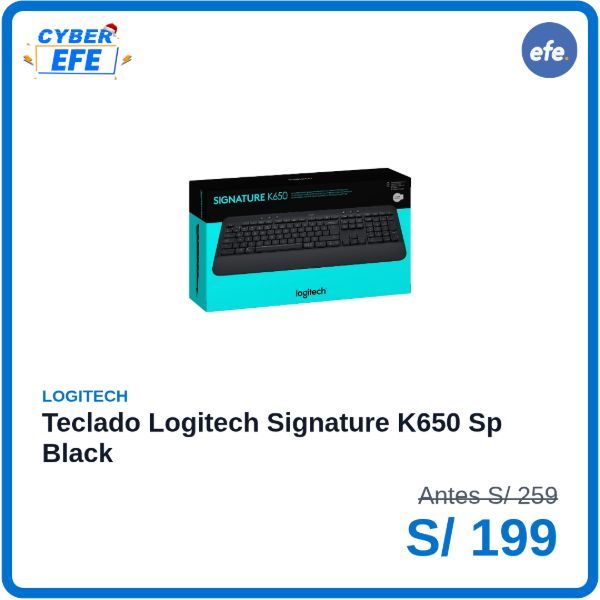 CYBER
EFE
efe.
SIGNATURE K650
logitech
LOGITECH
Teclado Logitech Signature K650 Sp
Black
Antes S/ 259
S/ 199